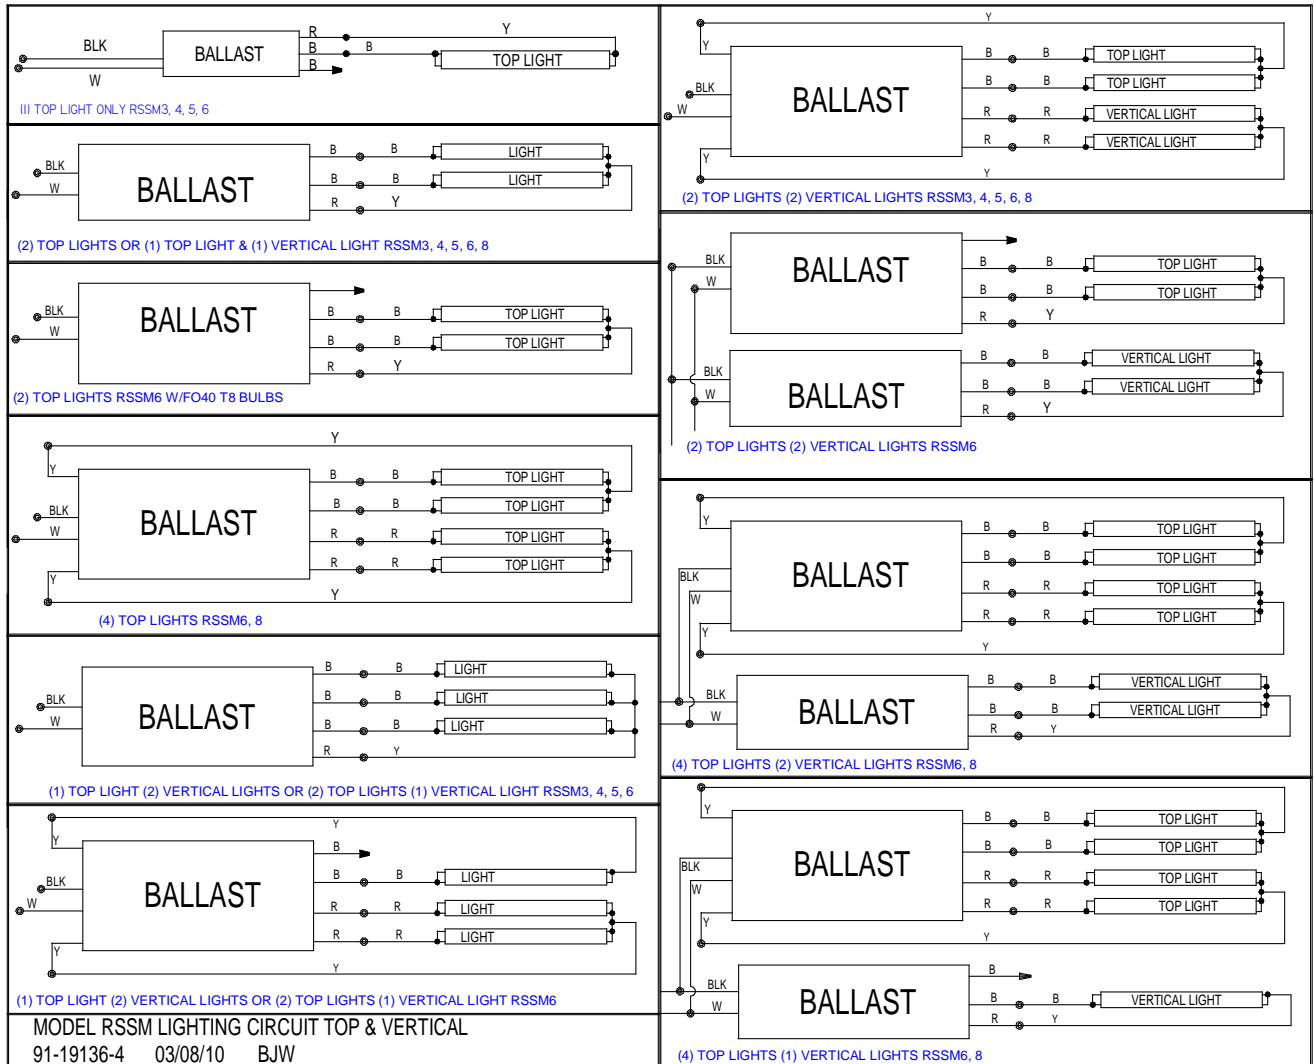 BLK
W
BALLAST
R
B
B
B
Y
TOP LIGHT
(I) TOP LIGHT ONLY RSSM3, 4, 5, 6
BLK
W
BALLAST
B B LIGHT
B B LIGHT
R Y
(2) TOP LIGHTS OR (1) TOP LIGHT & (1) VERTICAL LIGHT RSSM3, 4, 5, 6, 8
BLK
W
BALLAST
B B TOP LIGHT
B B TOP LIGHT
R Y
(2) TOP LIGHTS RSSM6 W/FO40 T8 BULBS
Y
Y
BLK
W
Y
BALLAST
B B TOP LIGHT
B B TOP LIGHT
R R TOP LIGHT
R R TOP LIGHT
Y
(4) TOP LIGHTS RSSM6, 8
BLK
W
BALLAST
B B LIGHT
B B LIGHT
B B LIGHT
R Y
(1) TOP LIGHT (2) VERTICAL LIGHTS OR (2) TOP LIGHTS (1) VERTICAL LIGHT RSSM3, 4, 5, 6
Y
Y
BLK
W
Y
BALLAST
B
B B LIGHT
R R LIGHT
R R LIGHT
Y
(1) TOP LIGHT (2) VERTICAL LIGHTS OR (2) TOP LIGHTS (1) VERTICAL LIGHT RSSM6
MODEL RSSM LIGHTING CIRCUIT TOP & VERTICAL
91-19136-4 03/08/10 BJW
Y
Y
BLK
W
Y
BALLAST
B B TOP LIGHT
B B TOP LIGHT
R R VERTICAL LIGHT
R R VERTICAL LIGHT
Y
(2) TOP LIGHTS (2) VERTICAL LIGHTS RSSM3, 4, 5, 6, 8
BLK
W
BALLAST
B B TOP LIGHT
B B TOP LIGHT
R Y
BLK
W
BALLAST
B B VERTICAL LIGHT
B B VERTICAL LIGHT
R Y
(2) TOP LIGHTS (2) VERTICAL LIGHTS RSSM6
Y
BLK
W
Y
BALLAST
B B TOP LIGHT
B B TOP LIGHT
R R TOP LIGHT
R R TOP LIGHT
Y
BLK
W
BALLAST
B B VERTICAL LIGHT
B B VERTICAL LIGHT
R Y
(4) TOP LIGHTS (2) VERTICAL LIGHTS RSSM6, 8
Y
BLK
W
Y
BALLAST
B B TOP LIGHT
B B TOP LIGHT
R R TOP LIGHT
R R TOP LIGHT
Y
BLK
W
BALLAST
B
B B VERTICAL LIGHT
R Y
(4) TOP LIGHTS (1) VERTICAL LIGHTS RSSM6, 8